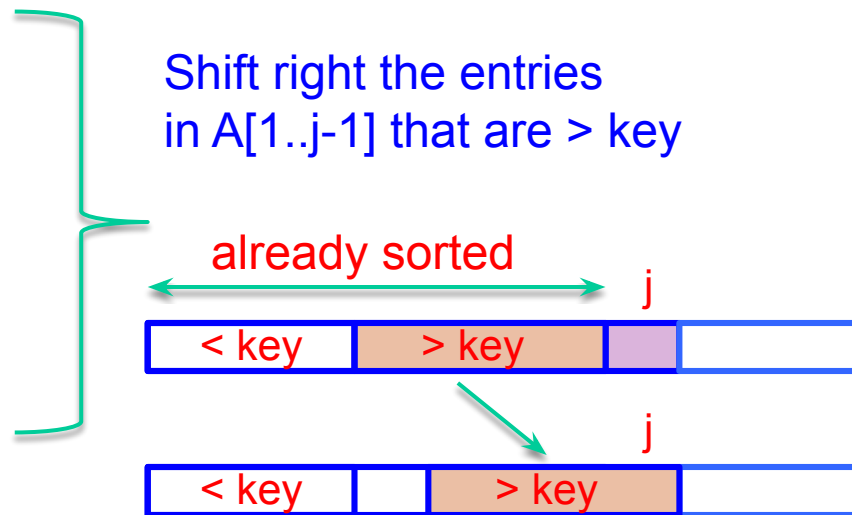 Shift right the entries
in A[1..j-1] that are > key
already sorted
j
< key > key
j
< key > key